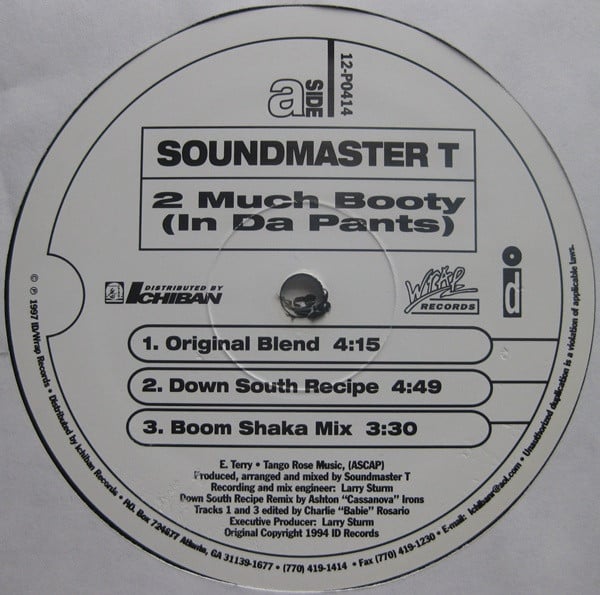 a SIDE
12-P0414
SOUNDMASTER T
2 Much Booty
(In Da Pants)
DISTRIBUTED BY
ICHIBAN
WRAP
RECORDS
iD
1. Original Blend 4:15
2. Down South Recipe 4:49
3. Boom Shaka Mix 3:30
E. Terry • Tango Rose Music, (ASCAP)
Produced, arranged and mixed by Soundmaster T
Recording and mix engineer: Larry Sturm
Down South Recipe Remix by Ashton "Cassanova" Irons
Tracks 1 and 3 edited by Charlie "Babie" Rosario
Executive Producer: Larry Sturm
Original Copyright 1994 ID Records
© ℗ 1997 ID/Wrap Records • Distributed by Ichiban Records • P.O. Box 724677 Atlanta, GA 31139-1677 • (770) 419-1414 • Fax (770) 419-1230 • E-mail: Ichiban@aol.com • Unauthorized duplication is a violation of applicable laws.